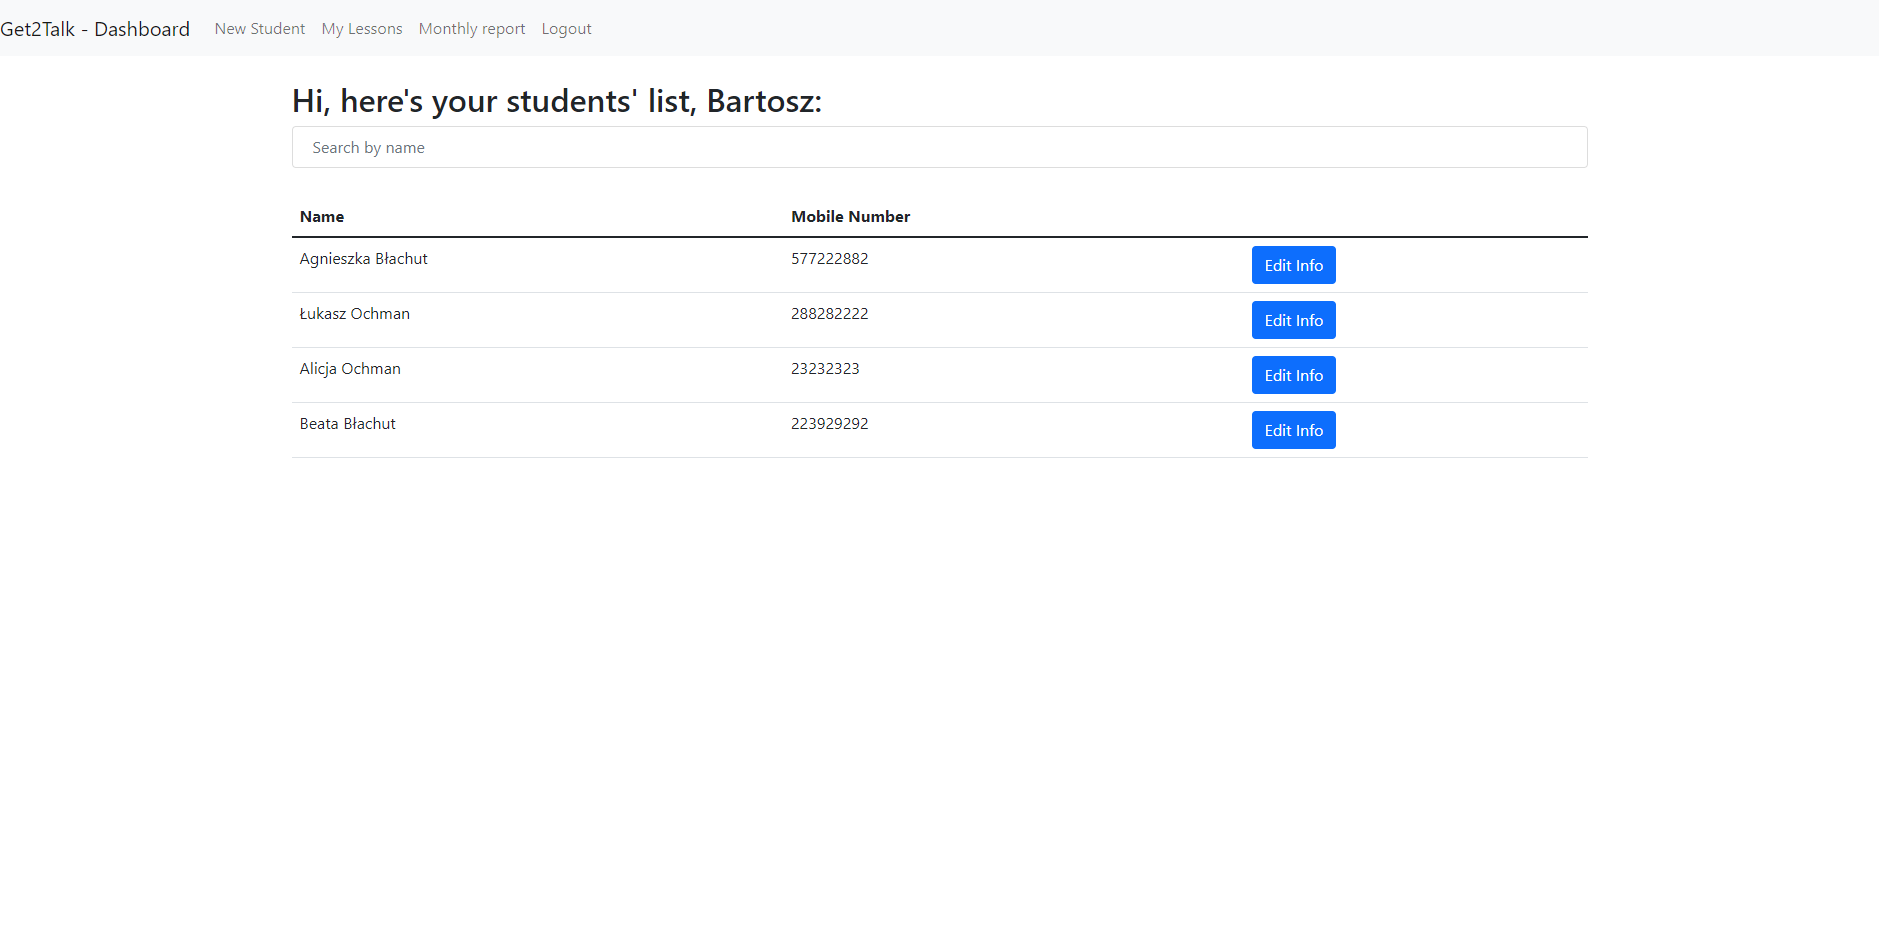 Get2Talk - Dashboard New Student My Lessons Monthly report Logout
Hi, here's your students' list, Bartosz:
Search by name
Name Mobile Number
Agnieszka Błachut 577222882 Edit Info
Łukasz Ochman 288282222 Edit Info
Alicja Ochman 23232323 Edit Info
Beata Błachut 223929292 Edit Info